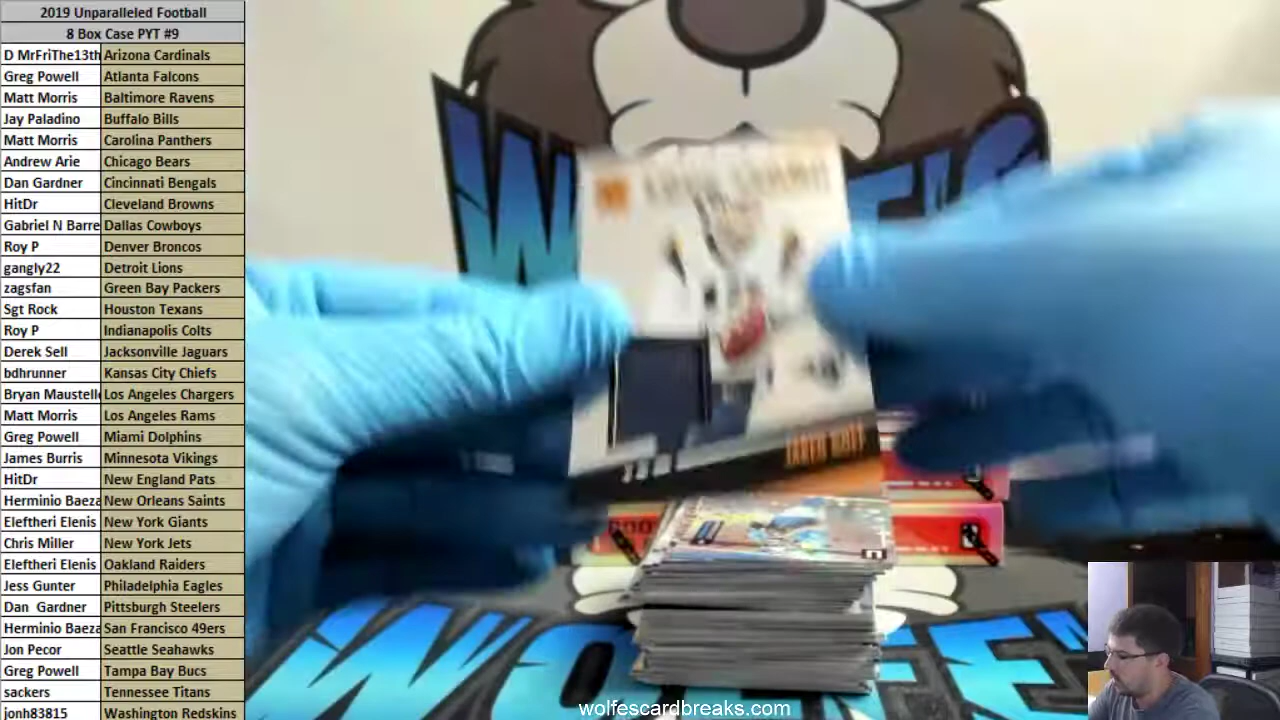 2019 Unparalleled Football
8 Box Case PYT #9
D MrFriThe13th Arizona Cardinals
Greg Powell Atlanta Falcons
Matt Morris Baltimore Ravens
Jay Paladino Buffalo Bills
Matt Morris Carolina Panthers
Andrew Arie Chicago Bears
Dan Gardner Cincinnati Bengals
HitDr Cleveland Browns
Gabriel N Barre Dallas Cowboys
Roy P Denver Broncos
gangly22 Detroit Lions
zagsfan Green Bay Packers
Sgt Rock Houston Texans
Roy P Indianapolis Colts
Derek Sell Jacksonville Jaguars
bdhrunner Kansas City Chiefs
Bryan Maustelle Los Angeles Chargers
Matt Morris Los Angeles Rams
Greg Powell Miami Dolphins
James Burris Minnesota Vikings
HitDr New England Pats
Herminio Baeza New Orleans Saints
Eleftheri Elenis New York Giants
Chris Miller New York Jets
Eleftheri Elenis Oakland Raiders
Jess Gunter Philadelphia Eagles
Dan Gardner Pittsburgh Steelers
Herminio Baeza San Francisco 49ers
Jon Pecor Seattle Seahawks
Greg Powell Tampa Bay Bucs
sackers Tennessee Titans
jonh83815 Washington Redskins
wolfescardbreaks.com